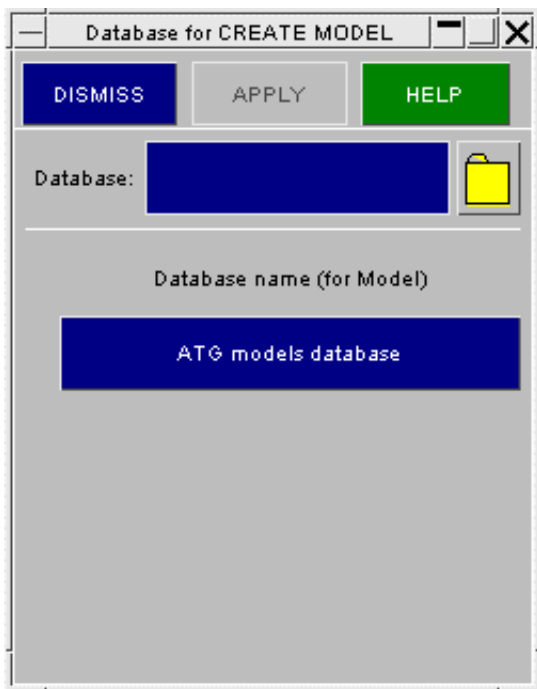 Database for CREATE MODEL
DISMISS APPLY HELP
Database:
Database name (for Model)
ATG models database